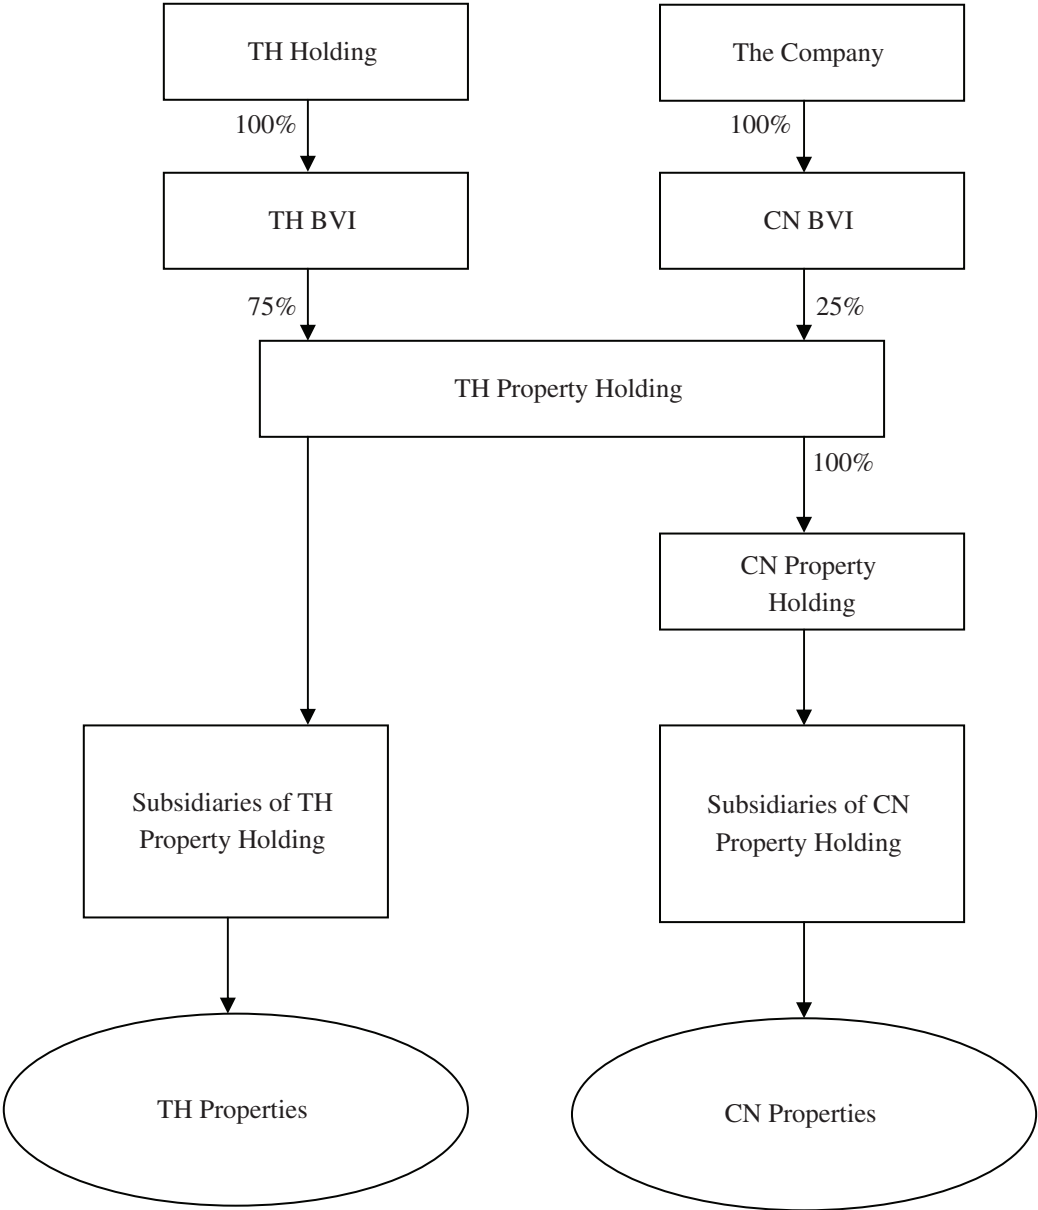 TH Holding
The Company
100%
100%
TH BVI
CN BVI
75%
25%
TH Property Holding
100%
CN Property
Holding
Subsidiaries of TH
Property Holding
Subsidiaries of CN
Property Holding
TH Properties
CN Properties